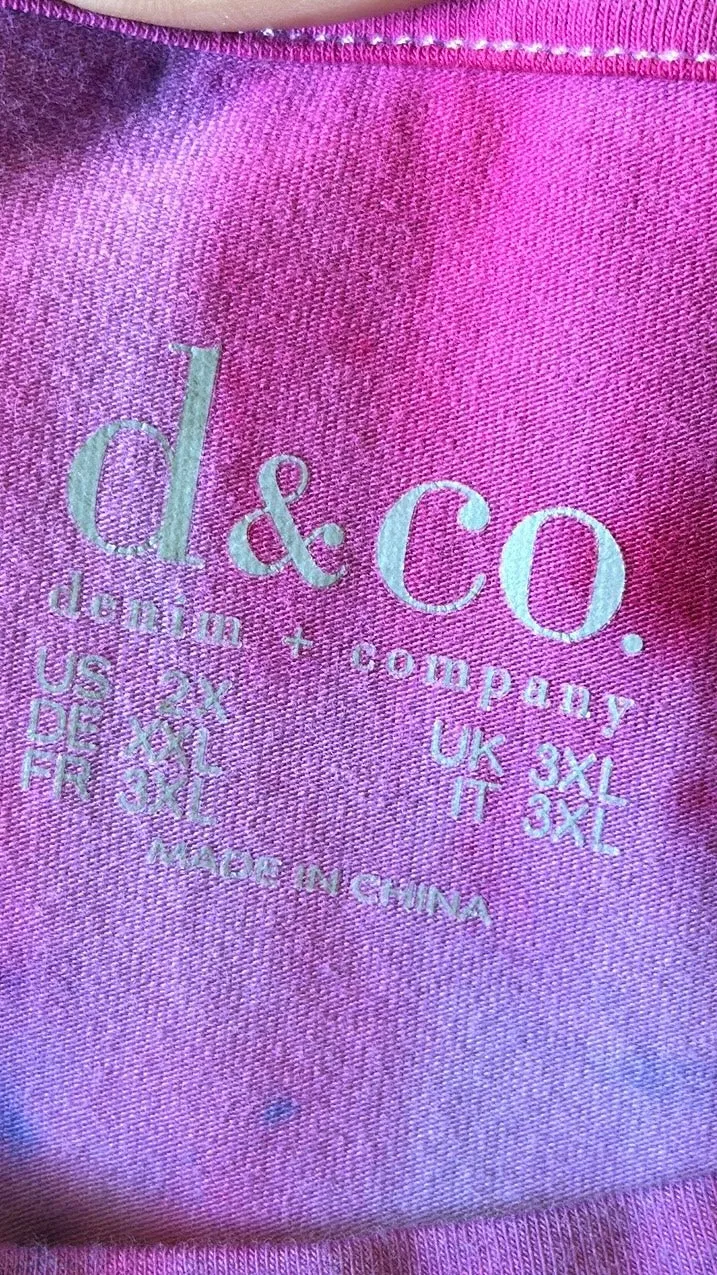 d&co.
denim + company
US 2X
DE XXL UK 3XL
FR 3XL IT 3XL
MADE IN CHINA